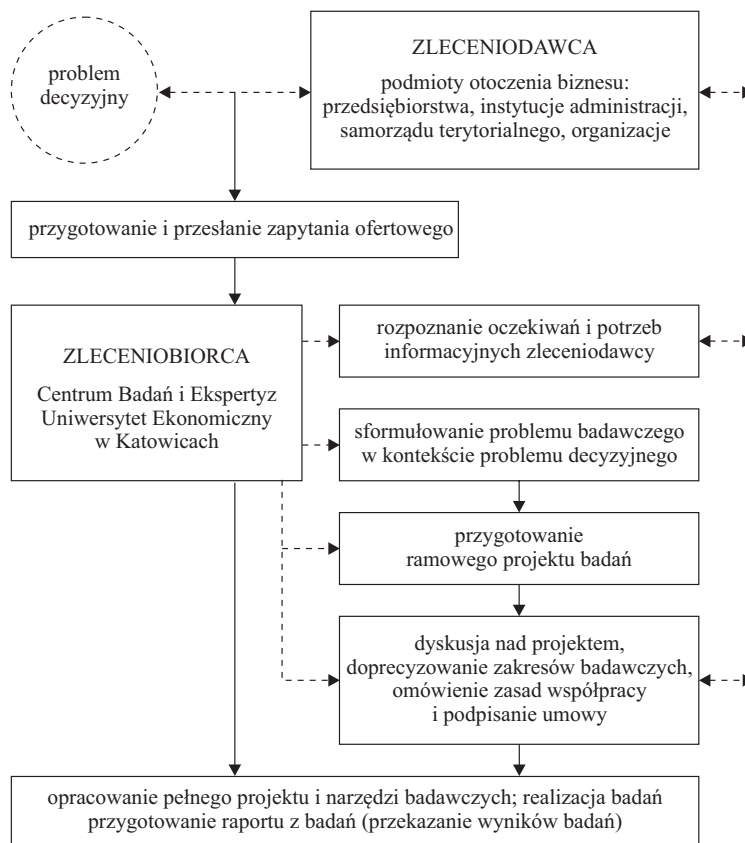 problem
decyzyjny
ZLECENIODAWCA
podmioty otoczenia biznesu:
przedsiębiorstwa, instytucje administracji,
samorządu terytorialnego, organizacje
przygotowanie i przesłanie zapytania ofertowego
ZLECENIOBIORCA
Centrum Badań i Ekspertyz
Uniwersytet Ekonomiczny
w Katowicach
rozpoznanie oczekiwań i potrzeb
informacyjnych zleceniodawcy
sformułowanie problemu badawczego
w kontekście problemu decyzyjnego
przygotowanie
ramowego projektu badań
dyskusja nad projektem,
doprecyzowanie zakresów badawczych,
omówienie zasad współpracy
i podpisanie umowy
opracowanie pełnego projektu i narzędzi badawczych; realizacja badań
przygotowanie raportu z badań (przekazanie wyników badań)